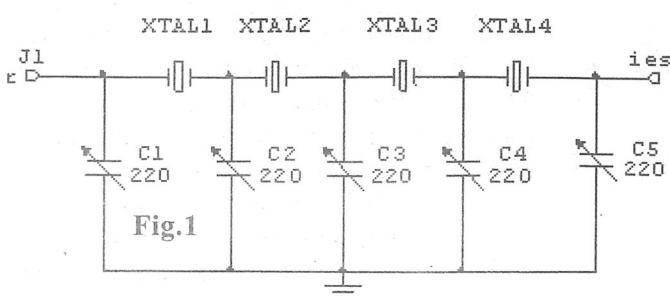 XTAL1 XTAL2 XTAL3 XTAL4
J1 ies
C1 C2 C3 C4 C5
220 220 220 220 220
Fig.1